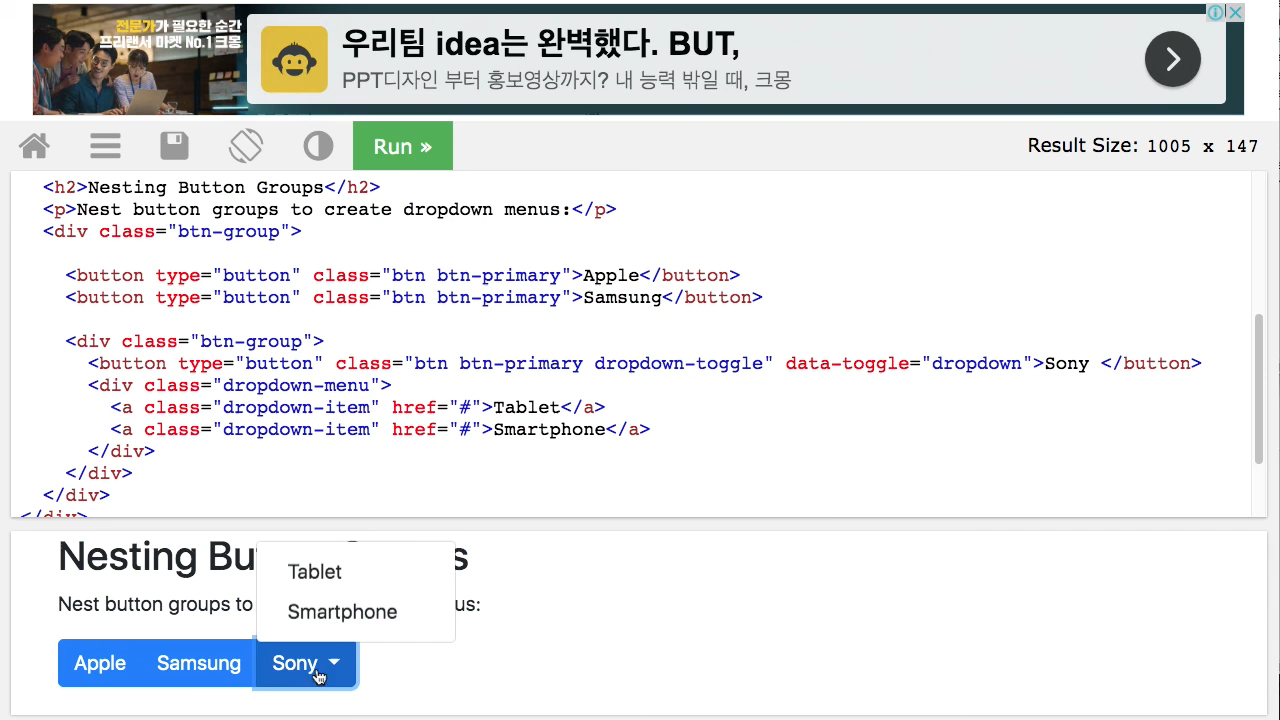 전문가가 필요한 순간
프리랜서 마켓 No.1 크몽
우리팀 idea는 완벽했다. BUT,
PPT디자인 부터 홍보영상까지? 내 능력 밖일 때, 크몽
Run »
Result Size: 1005 x 147
<h2>Nesting Button Groups</h2>
<p>Nest button groups to create dropdown menus:</p>
<div class="btn-group">
<button type="button" class="btn btn-primary">Apple</button>
<button type="button" class="btn btn-primary">Samsung</button>
<div class="btn-group">
<button type="button" class="btn btn-primary dropdown-toggle" data-toggle="dropdown">Sony </button>
<div class="dropdown-menu">
<a class="dropdown-item" href="#">Tablet</a>
<a class="dropdown-item" href="#">Smartphone</a>
</div>
</div>
</div>
</div>
Nesting Bu s
Tablet
Nest button groups to us:
Smartphone
Apple Samsung Sony